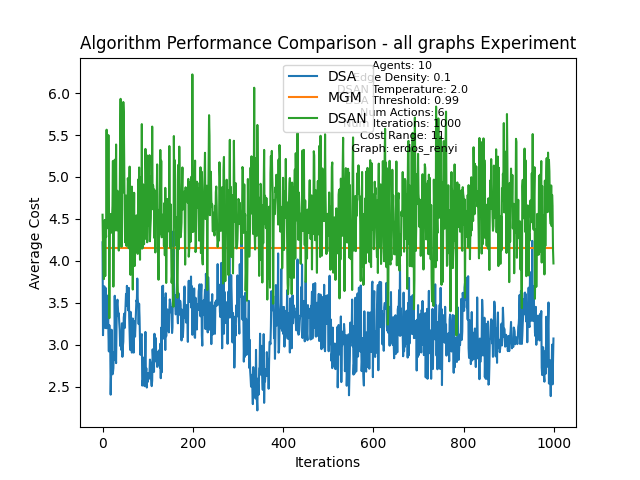 Algorithm Performance Comparison - all graphs Experiment
DSA
MGM
DSAN
Agents: 10
Edge Density: 0.1
DSAN Temperature: 2.0
Threshold: 0.99
Num Actions: 6
Iterations: 1000
Cost Range: 11
Graph: erdos_renyi
Average Cost
6.0
5.5
5.0
4.5
4.0
3.5
3.0
2.5
0
200
400
600
800
1000
Iterations